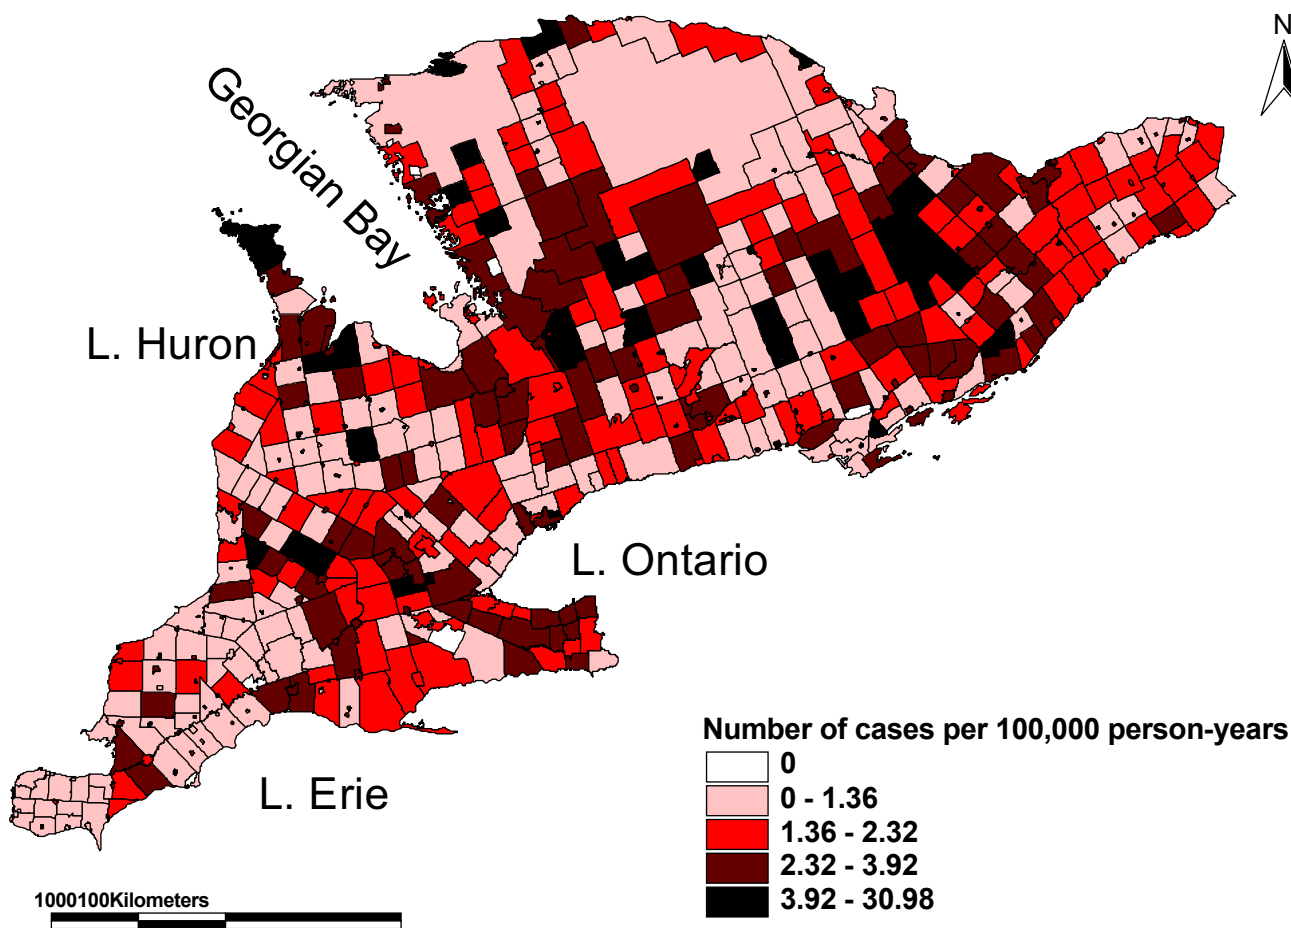 N
Georgian Bay
L. Huron
L. Ontario
L. Erie
Number of cases per 100,000 person-years
0
0 - 1.36
1.36 - 2.32
2.32 - 3.92
3.92 - 30.98
1000100Kilometers